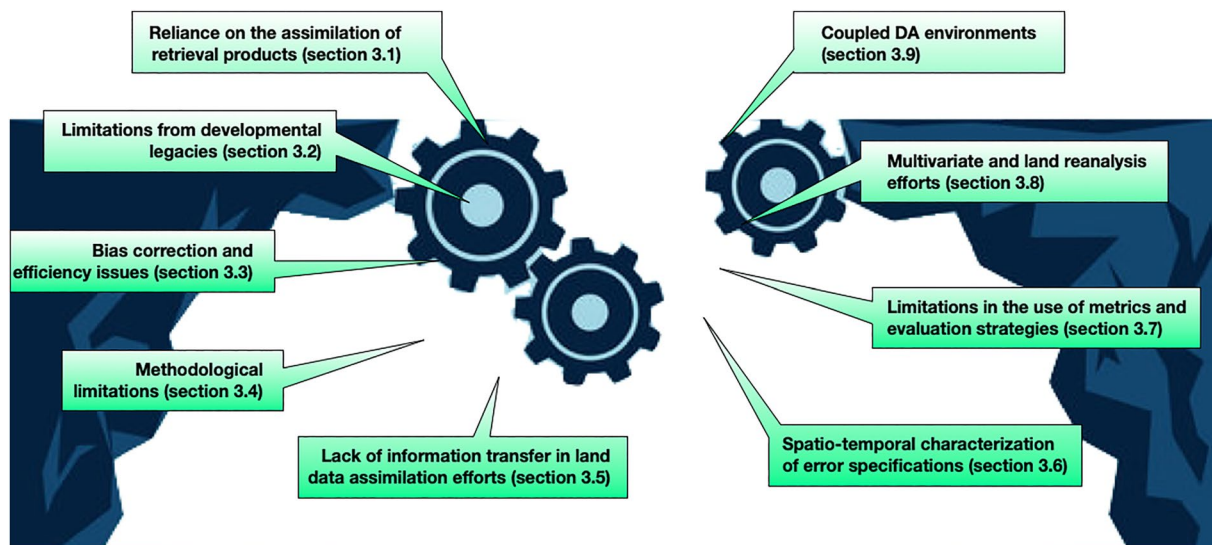 Reliance on the assimilation of
retrieval products (section 3.1)
Limitations from developmental
legacies (section 3.2)
Bias correction and
efficiency issues (section 3.3)
Methodological
limitations (section 3.4)
Lack of information transfer in land
data assimilation efforts (section 3.5)
Coupled DA environments
(section 3.9)
Multivariate and land reanalysis
efforts (section 3.8)
Limitations in the use of metrics and
evaluation strategies (section 3.7)
Spatio-temporal characterization
of error specifications (section 3.6)